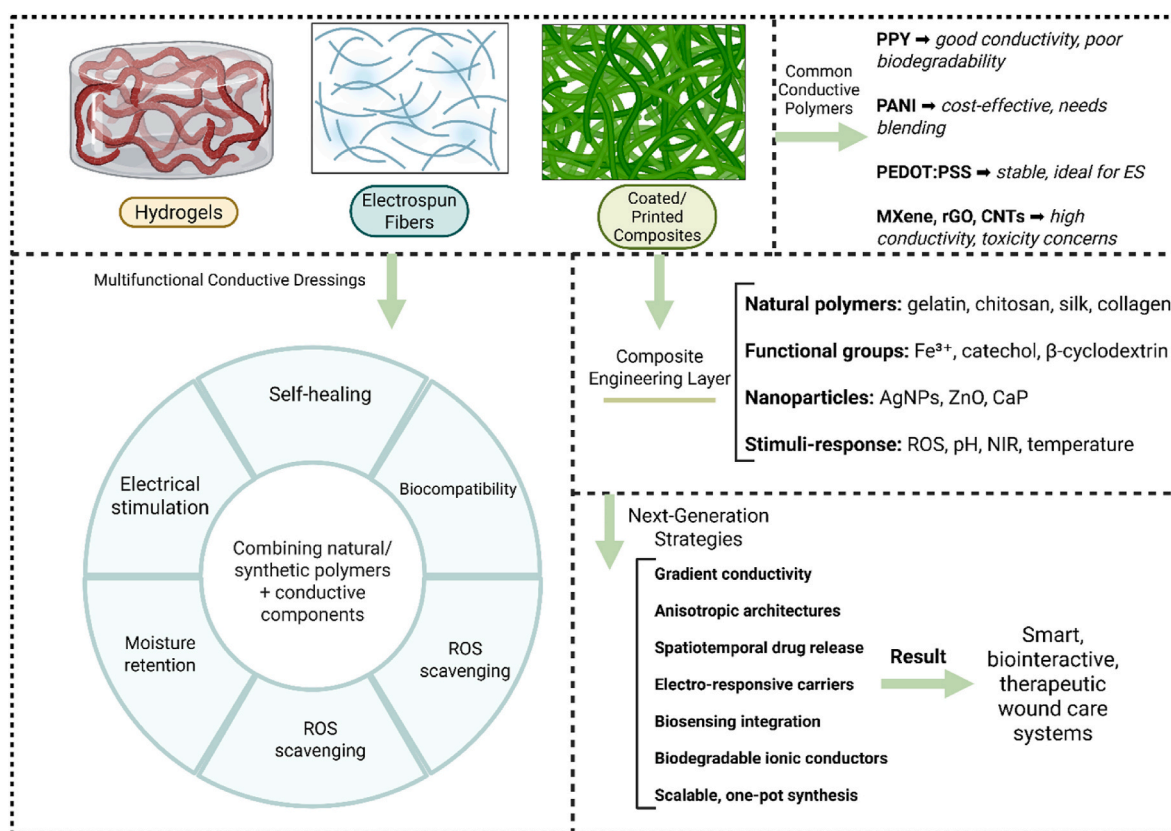 Hydrogels
Electrospun
Fibers
Coated/
Printed
Composites
Common
Conductive
Polymers
PPY ➡ good conductivity, poor
biodegradability
PANI ➡ cost-effective, needs
blending
PEDOT:PSS ➡ stable, ideal for ES
MXene, rGO, CNTs ➡ high
conductivity, toxicity concerns
Multifunctional Conductive Dressings
Self-healing
Electrical
stimulation
Biocompatibility
Combining natural/
synthetic polymers
+ conductive
components
Moisture
retention
ROS
scavenging
ROS
scavenging
Composite
Engineering Layer
Natural polymers: gelatin, chitosan, silk, collagen
Functional groups: Fe³⁺, catechol, β-cyclodextrin
Nanoparticles: AgNPs, ZnO, CaP
Stimuli-response: ROS, pH, NIR, temperature
Next-Generation
Strategies
Gradient conductivity
Anisotropic architectures
Spatiotemporal drug release
Electro-responsive carriers
Biosensing integration
Biodegradable ionic conductors
Scalable, one-pot synthesis
Result
Smart,
biointeractive,
therapeutic
wound care
systems